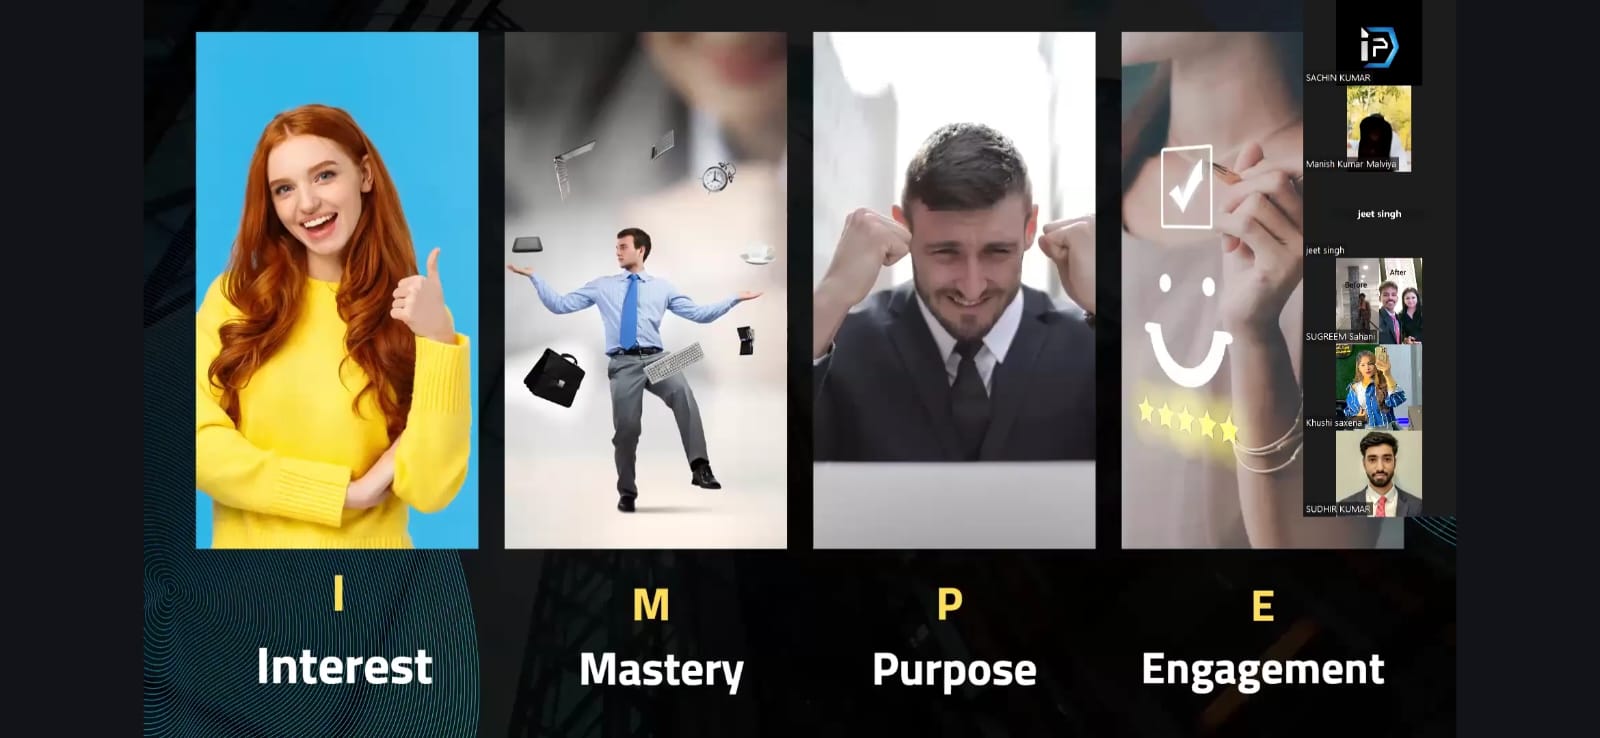 I
Interest
M
Mastery
P
Purpose
E
Engagement
iP
SACHIN KUMAR
Manish Kumar Malviya
jeet singh
jeet singh
Before
After
SUGREEM Sahani
Khushi saxena
SUDHIR KUMAR